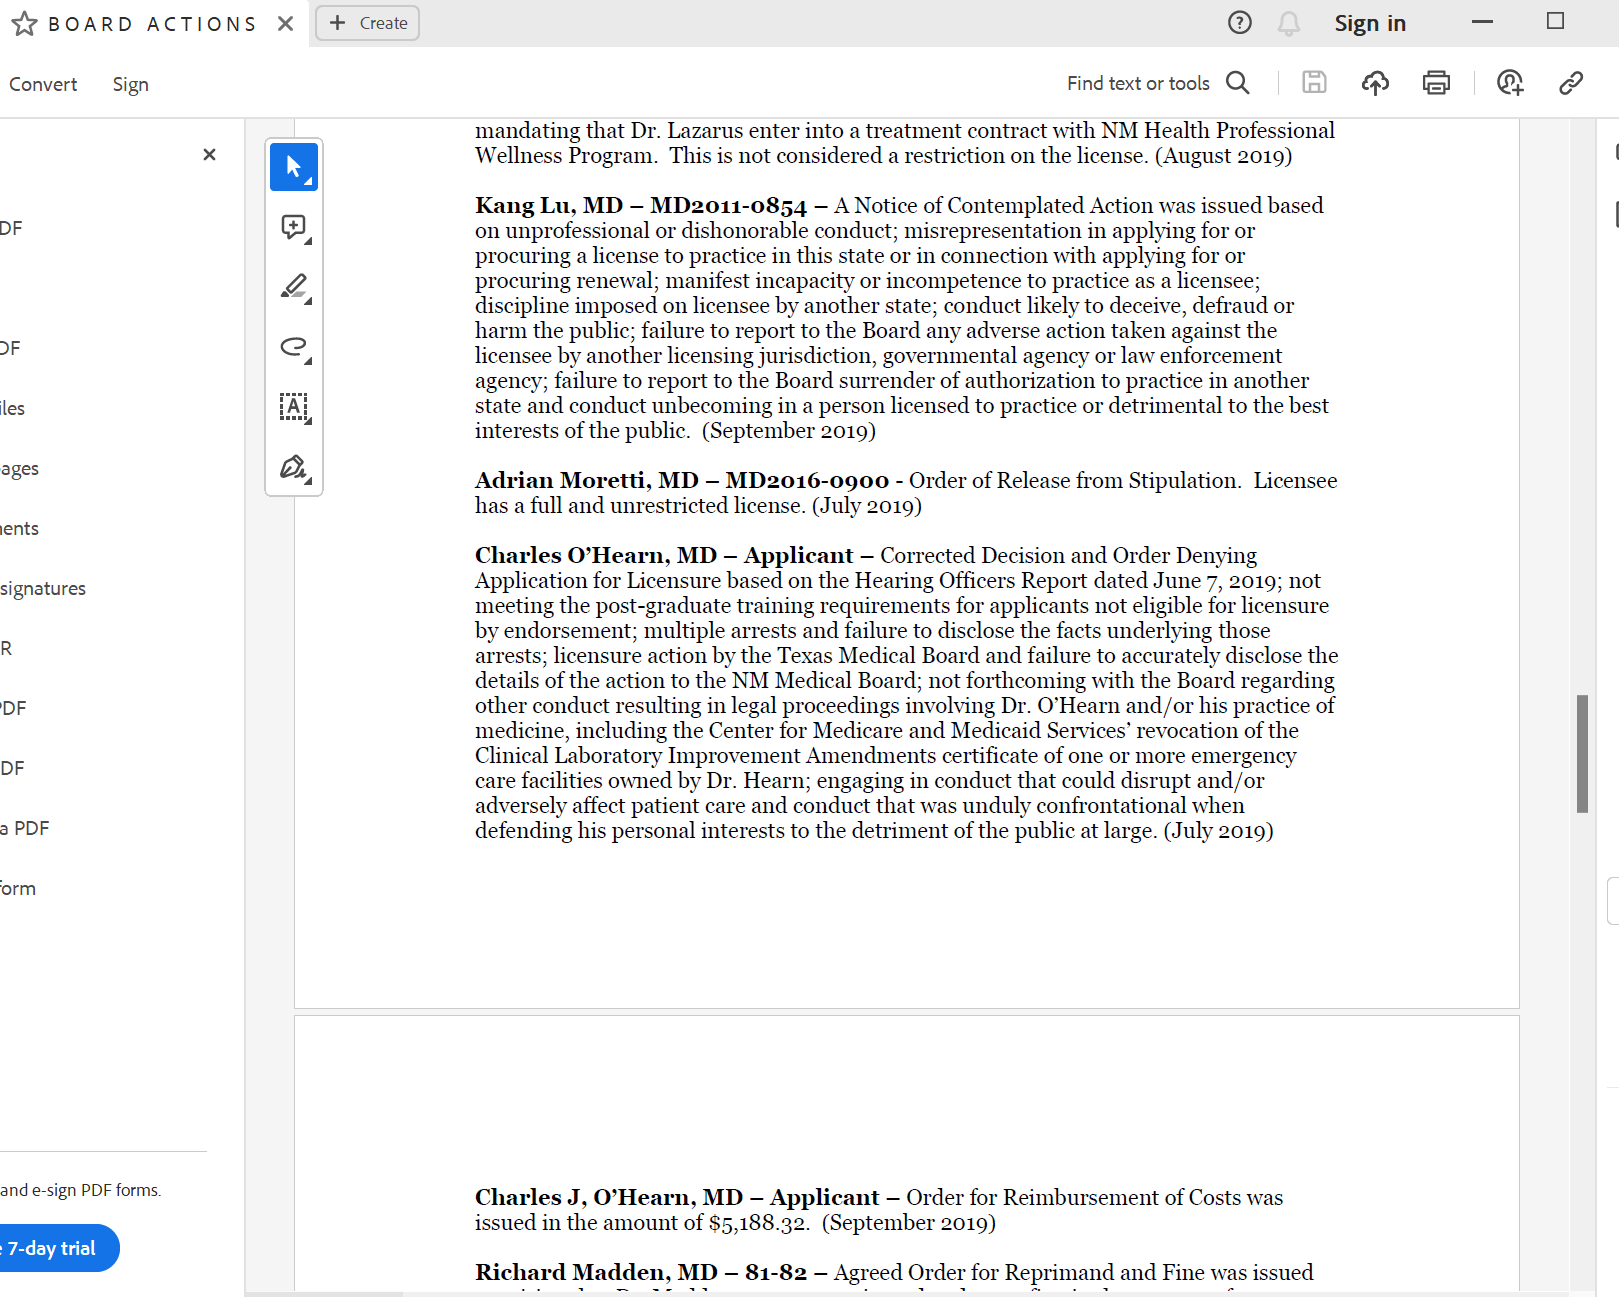 BOARD ACTIONS
Create
Sign in
Convert
Sign
Find text or tools
DF
DF
iles
ages
ents
signatures
R
PDF
DF
a PDF
form
and e-sign PDF forms.
7-day trial
A
mandating that Dr. Lazarus enter into a treatment contract with NM Health Professional
Wellness Program.  This is not considered a restriction on the license. (August 2019)
Kang Lu, MD – MD2011-0854 – A Notice of Contemplated Action was issued based
on unprofessional or dishonorable conduct; misrepresentation in applying for or
procuring a license to practice in this state or in connection with applying for or
procuring renewal; manifest incapacity or incompetence to practice as a licensee;
discipline imposed on licensee by another state; conduct likely to deceive, defraud or
harm the public; failure to report to the Board any adverse action taken against the
licensee by another licensing jurisdiction, governmental agency or law enforcement
agency; failure to report to the Board surrender of authorization to practice in another
state and conduct unbecoming in a person licensed to practice or detrimental to the best
interests of the public.  (September 2019)
Adrian Moretti, MD – MD2016-0900 - Order of Release from Stipulation.  Licensee
has a full and unrestricted license. (July 2019)
Charles O’Hearn, MD – Applicant – Corrected Decision and Order Denying
Application for Licensure based on the Hearing Officers Report dated June 7, 2019; not
meeting the post-graduate training requirements for applicants not eligible for licensure
by endorsement; multiple arrests and failure to disclose the facts underlying those
arrests; licensure action by the Texas Medical Board and failure to accurately disclose the
details of the action to the NM Medical Board; not forthcoming with the Board regarding
other conduct resulting in legal proceedings involving Dr. O’Hearn and/or his practice of
medicine, including the Center for Medicare and Medicaid Services’ revocation of the
Clinical Laboratory Improvement Amendments certificate of one or more emergency
care facilities owned by Dr. Hearn; engaging in conduct that could disrupt and/or
adversely affect patient care and conduct that was unduly confrontational when
defending his personal interests to the detriment of the public at large. (July 2019)
Charles J, O’Hearn, MD – Applicant – Order for Reimbursement of Costs was
issued in the amount of $5,188.32.  (September 2019)
Richard Madden, MD – 81-82 – Agreed Order for Reprimand and Fine was issued